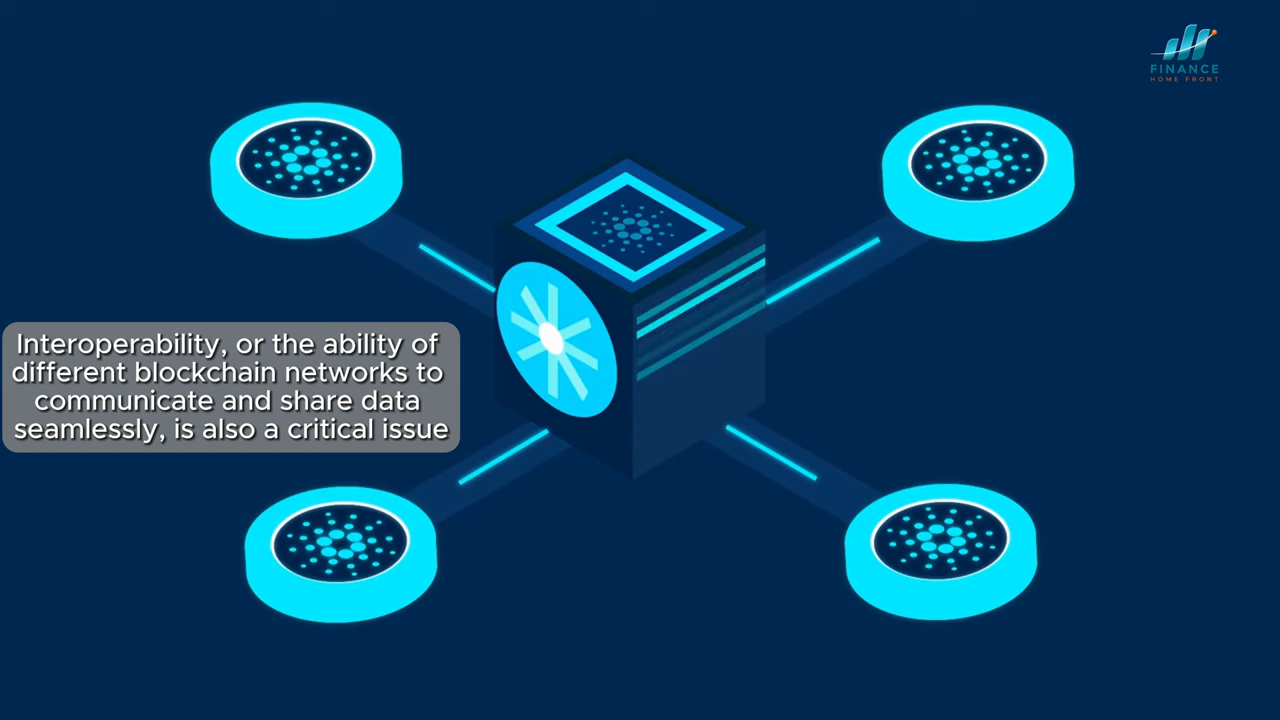 FINANCE
HOME FRONT
Interoperability, or the ability of
different blockchain networks to
communicate and share data
seamlessly, is also a critical issue